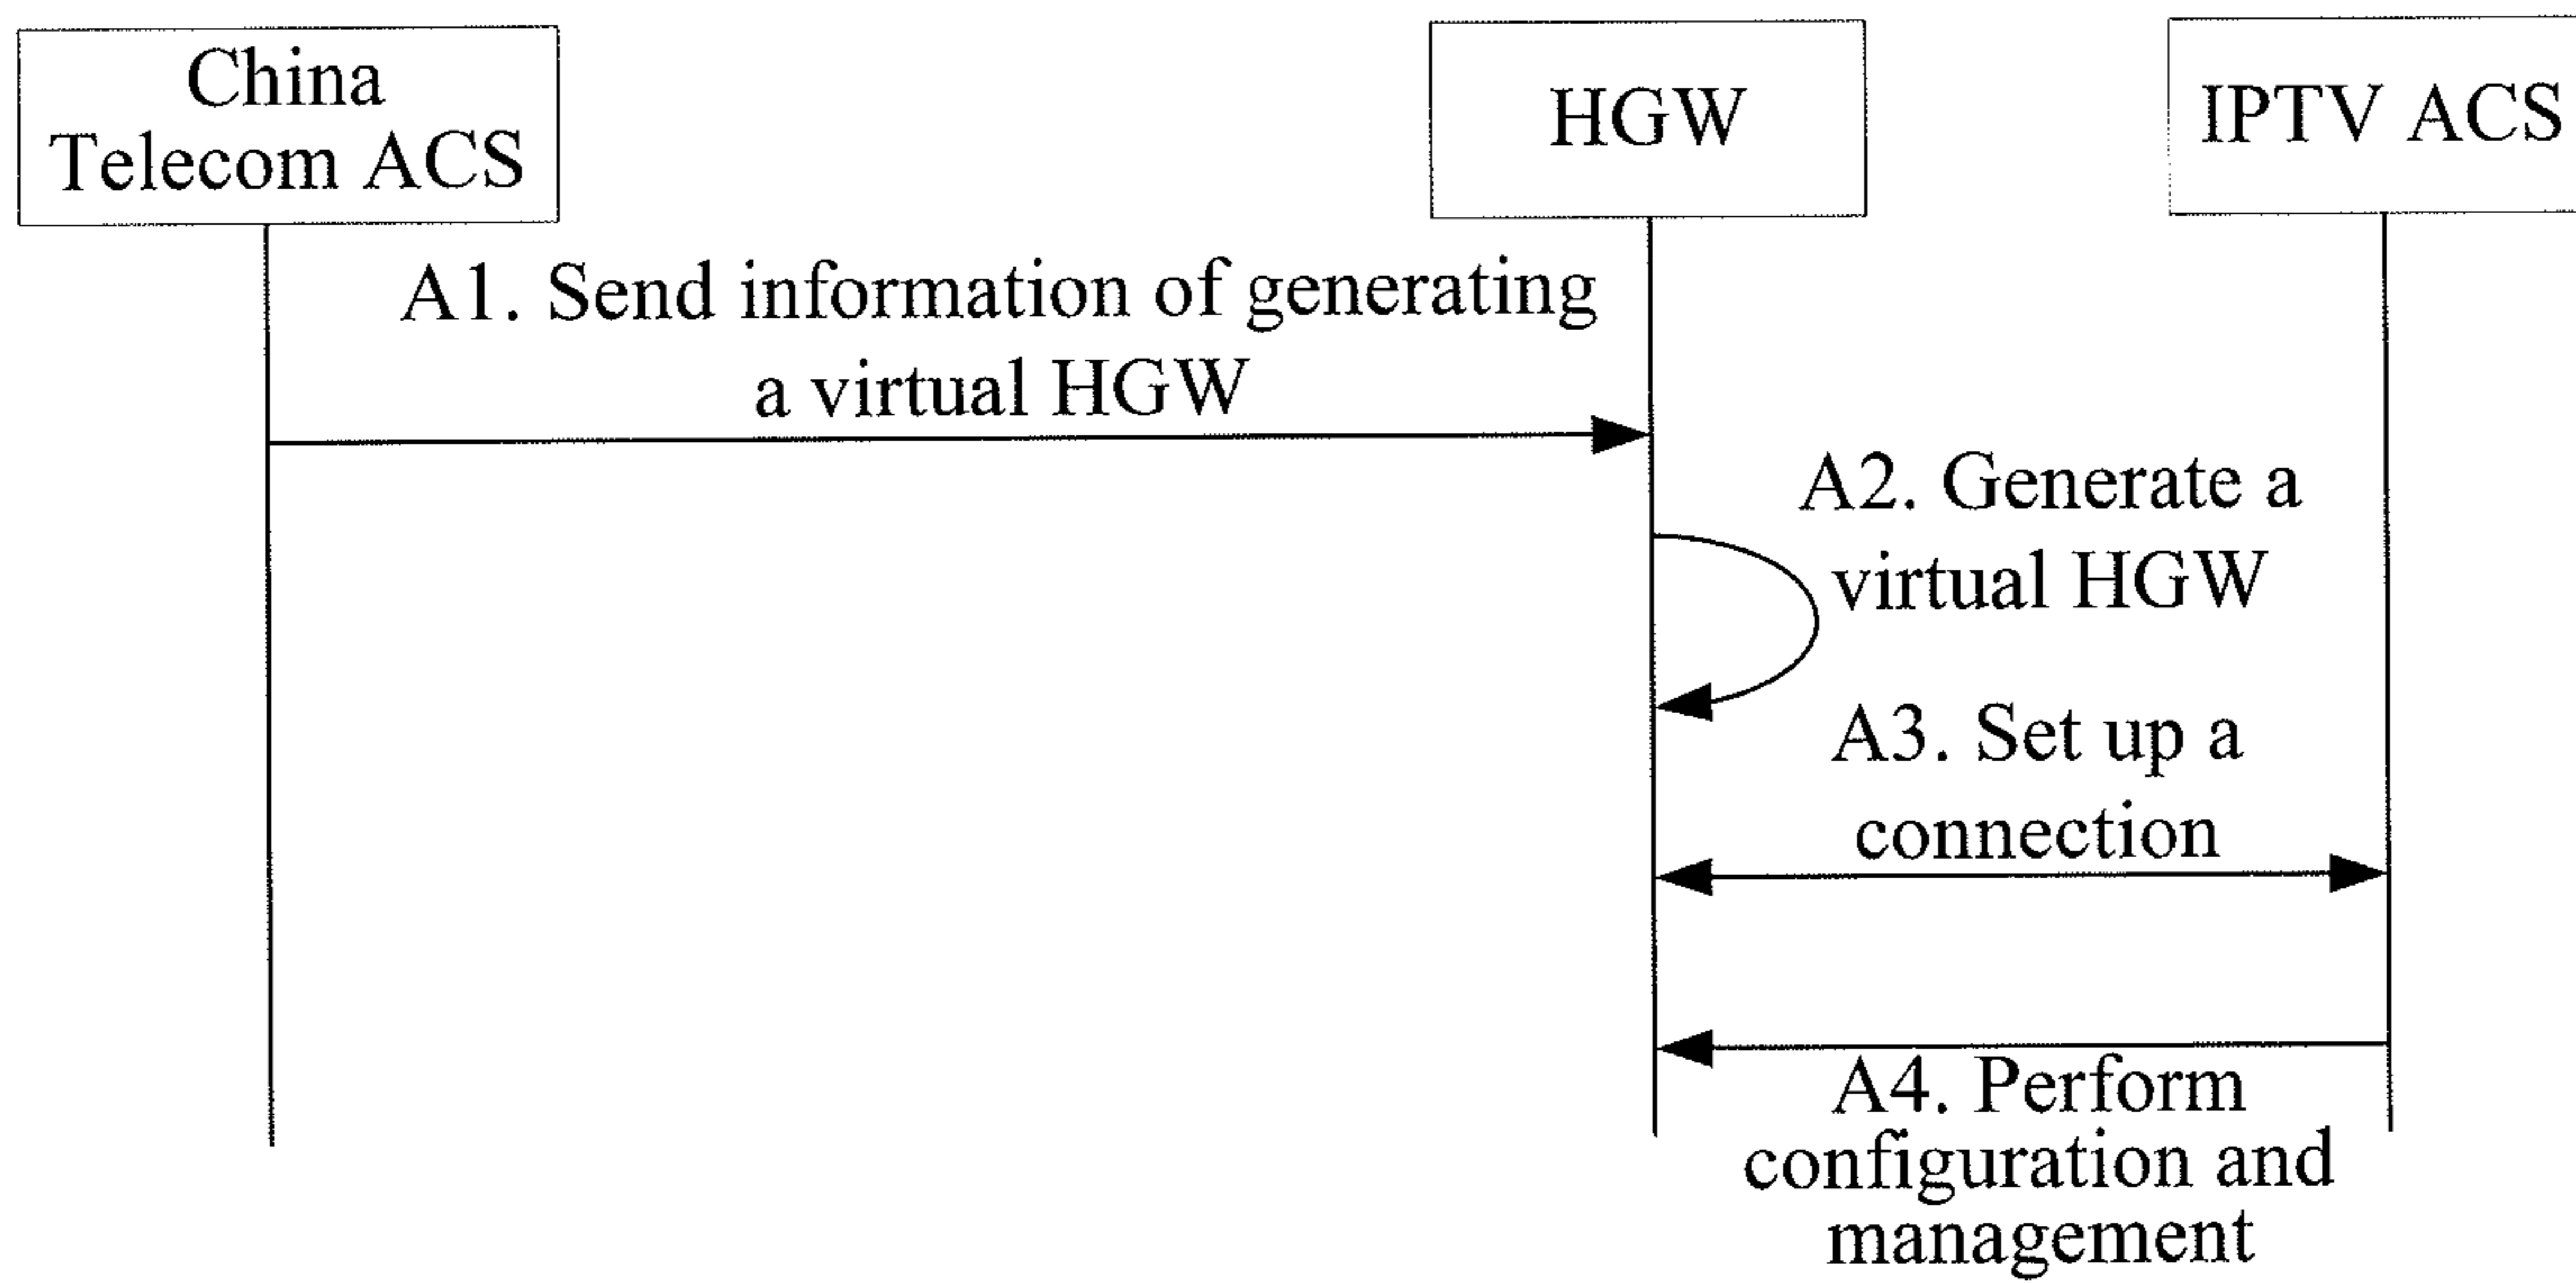 China
Telecom ACS
HGW
IPTV ACS
A1. Send information of generating
a virtual HGW
A2. Generate a
virtual HGW
A3. Set up a
connection
A4. Perform
configuration and
management